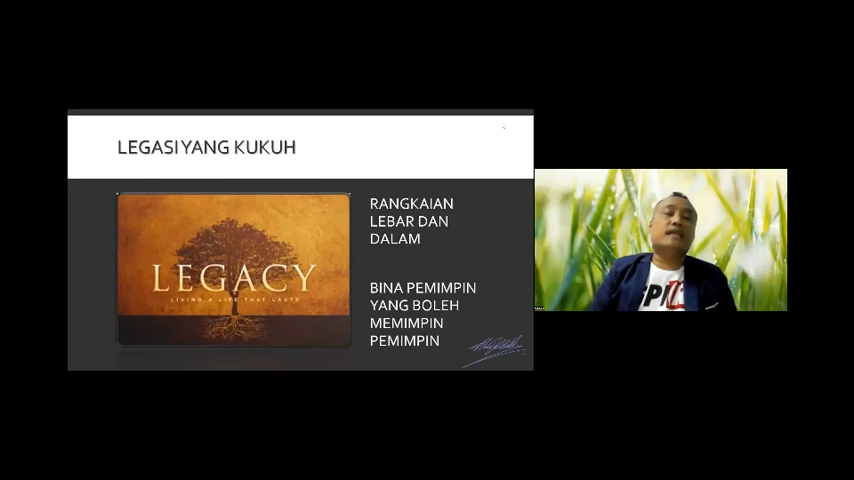 LEGASI YANG KUKUH
LEGACY
LIVING A LIFE THAT LASTS
RANGKAIAN
LEBAR DAN
DALAM
BINA PEMIMPIN
YANG BOLEH
MEMIMPIN
PEMIMPIN